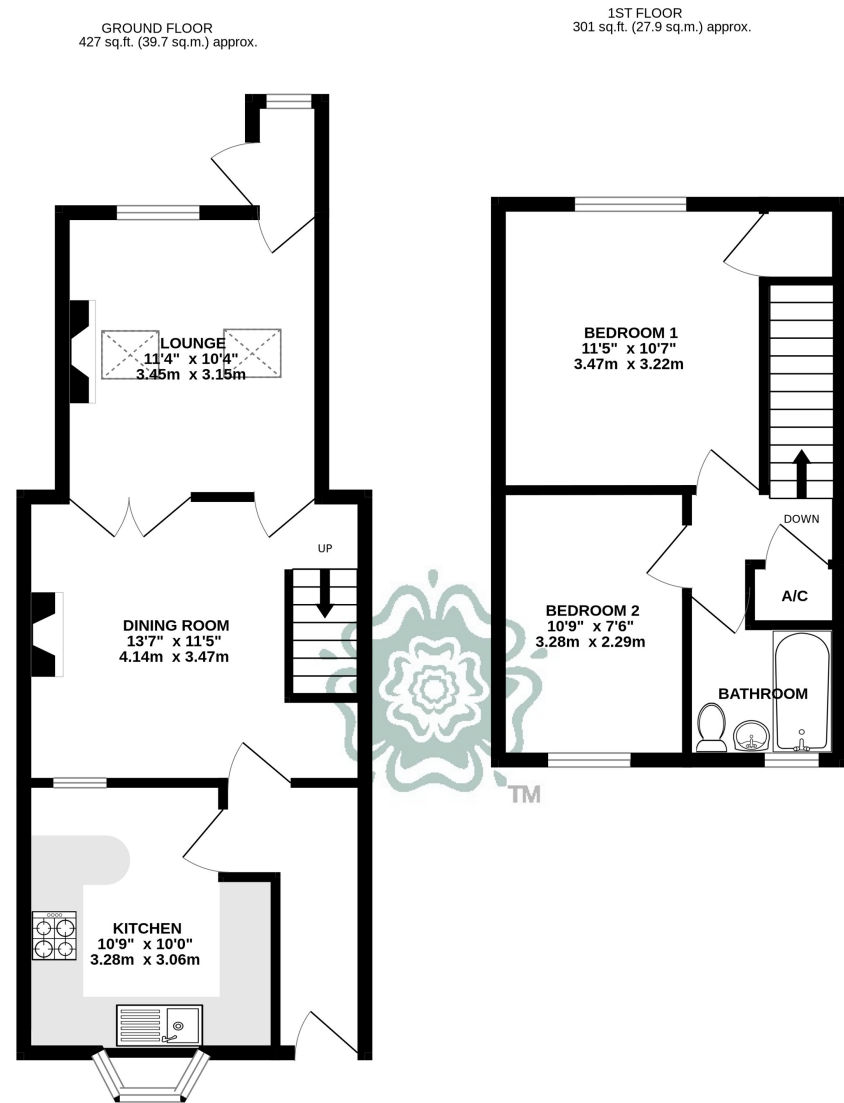 GROUND FLOOR
427 sq.ft. (39.7 sq.m.) approx.
1ST FLOOR
301 sq.ft. (27.9 sq.m.) approx.
LOUNGE
11'4" x 10'4"
3.45m x 3.15m
UP
DINING ROOM
13'7" x 11'5"
4.14m x 3.47m
KITCHEN
10'9" x 10'0"
3.28m x 3.06m
BEDROOM 1
11'5" x 10'7"
3.47m x 3.22m
DOWN
A/C
BEDROOM 2
10'9" x 7'6"
3.28m x 2.29m
BATHROOM
TM